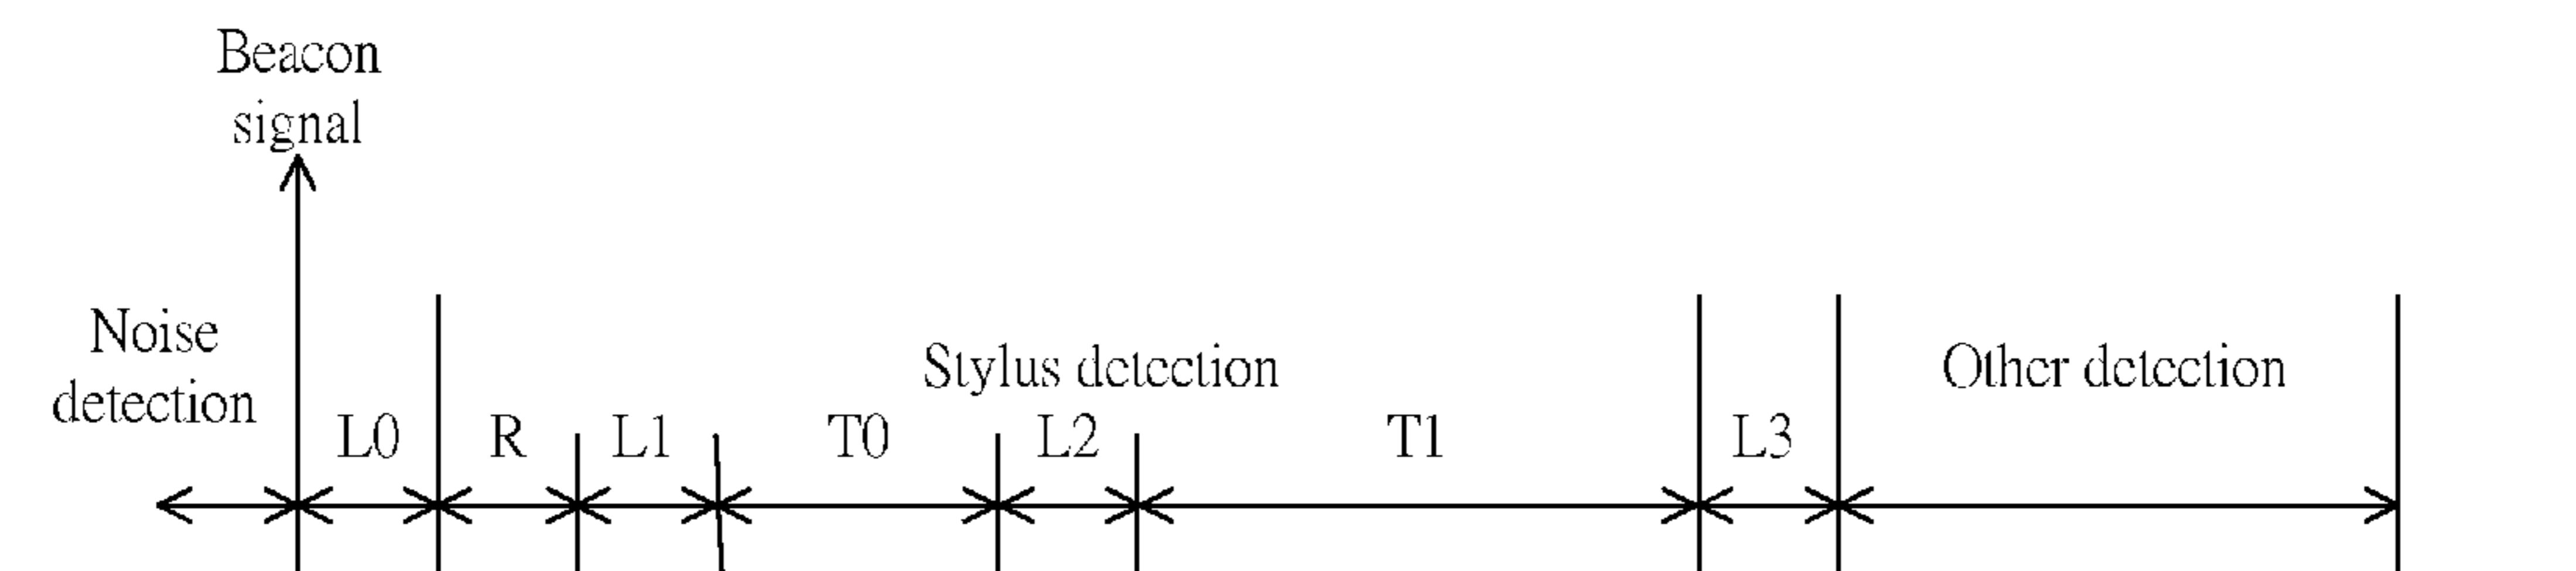 Beacon
signal
Noise
detection
Stylus detection
Other detection
L0 R L1 T0 L2 T1 L3